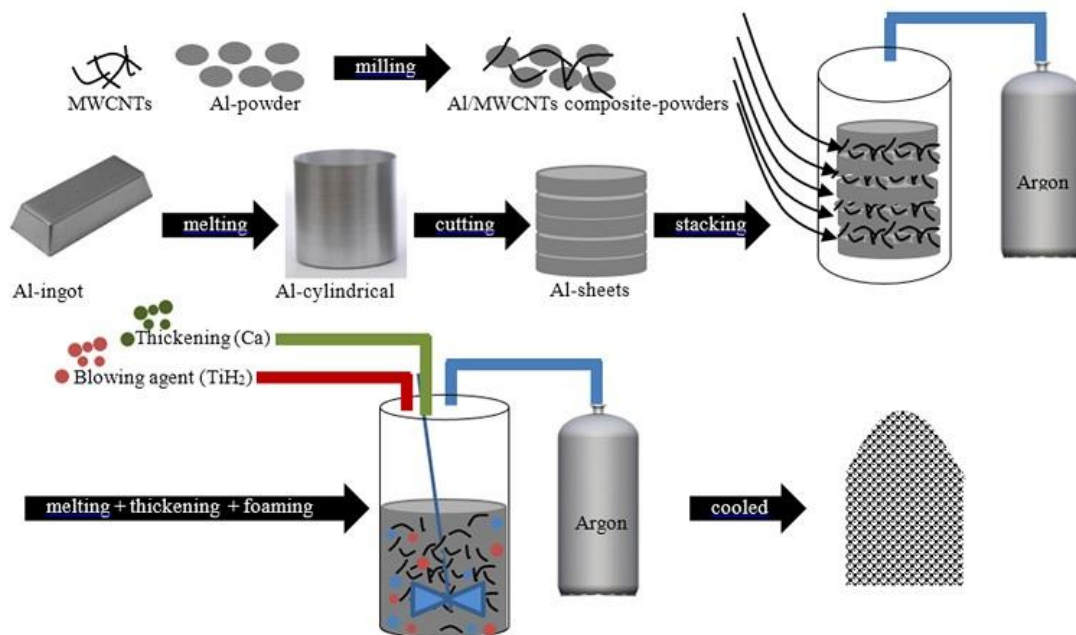 milling
MWCNTs
Al-powder
Al/MWCNTs composite-powders
Argon
melting
cutting
stacking
Al-ingot
Al-cylindrical
Al-sheets
Thickening (Ca)
Blowing agent (TiH₂)
melting + thickening + foaming
Argon
cooled